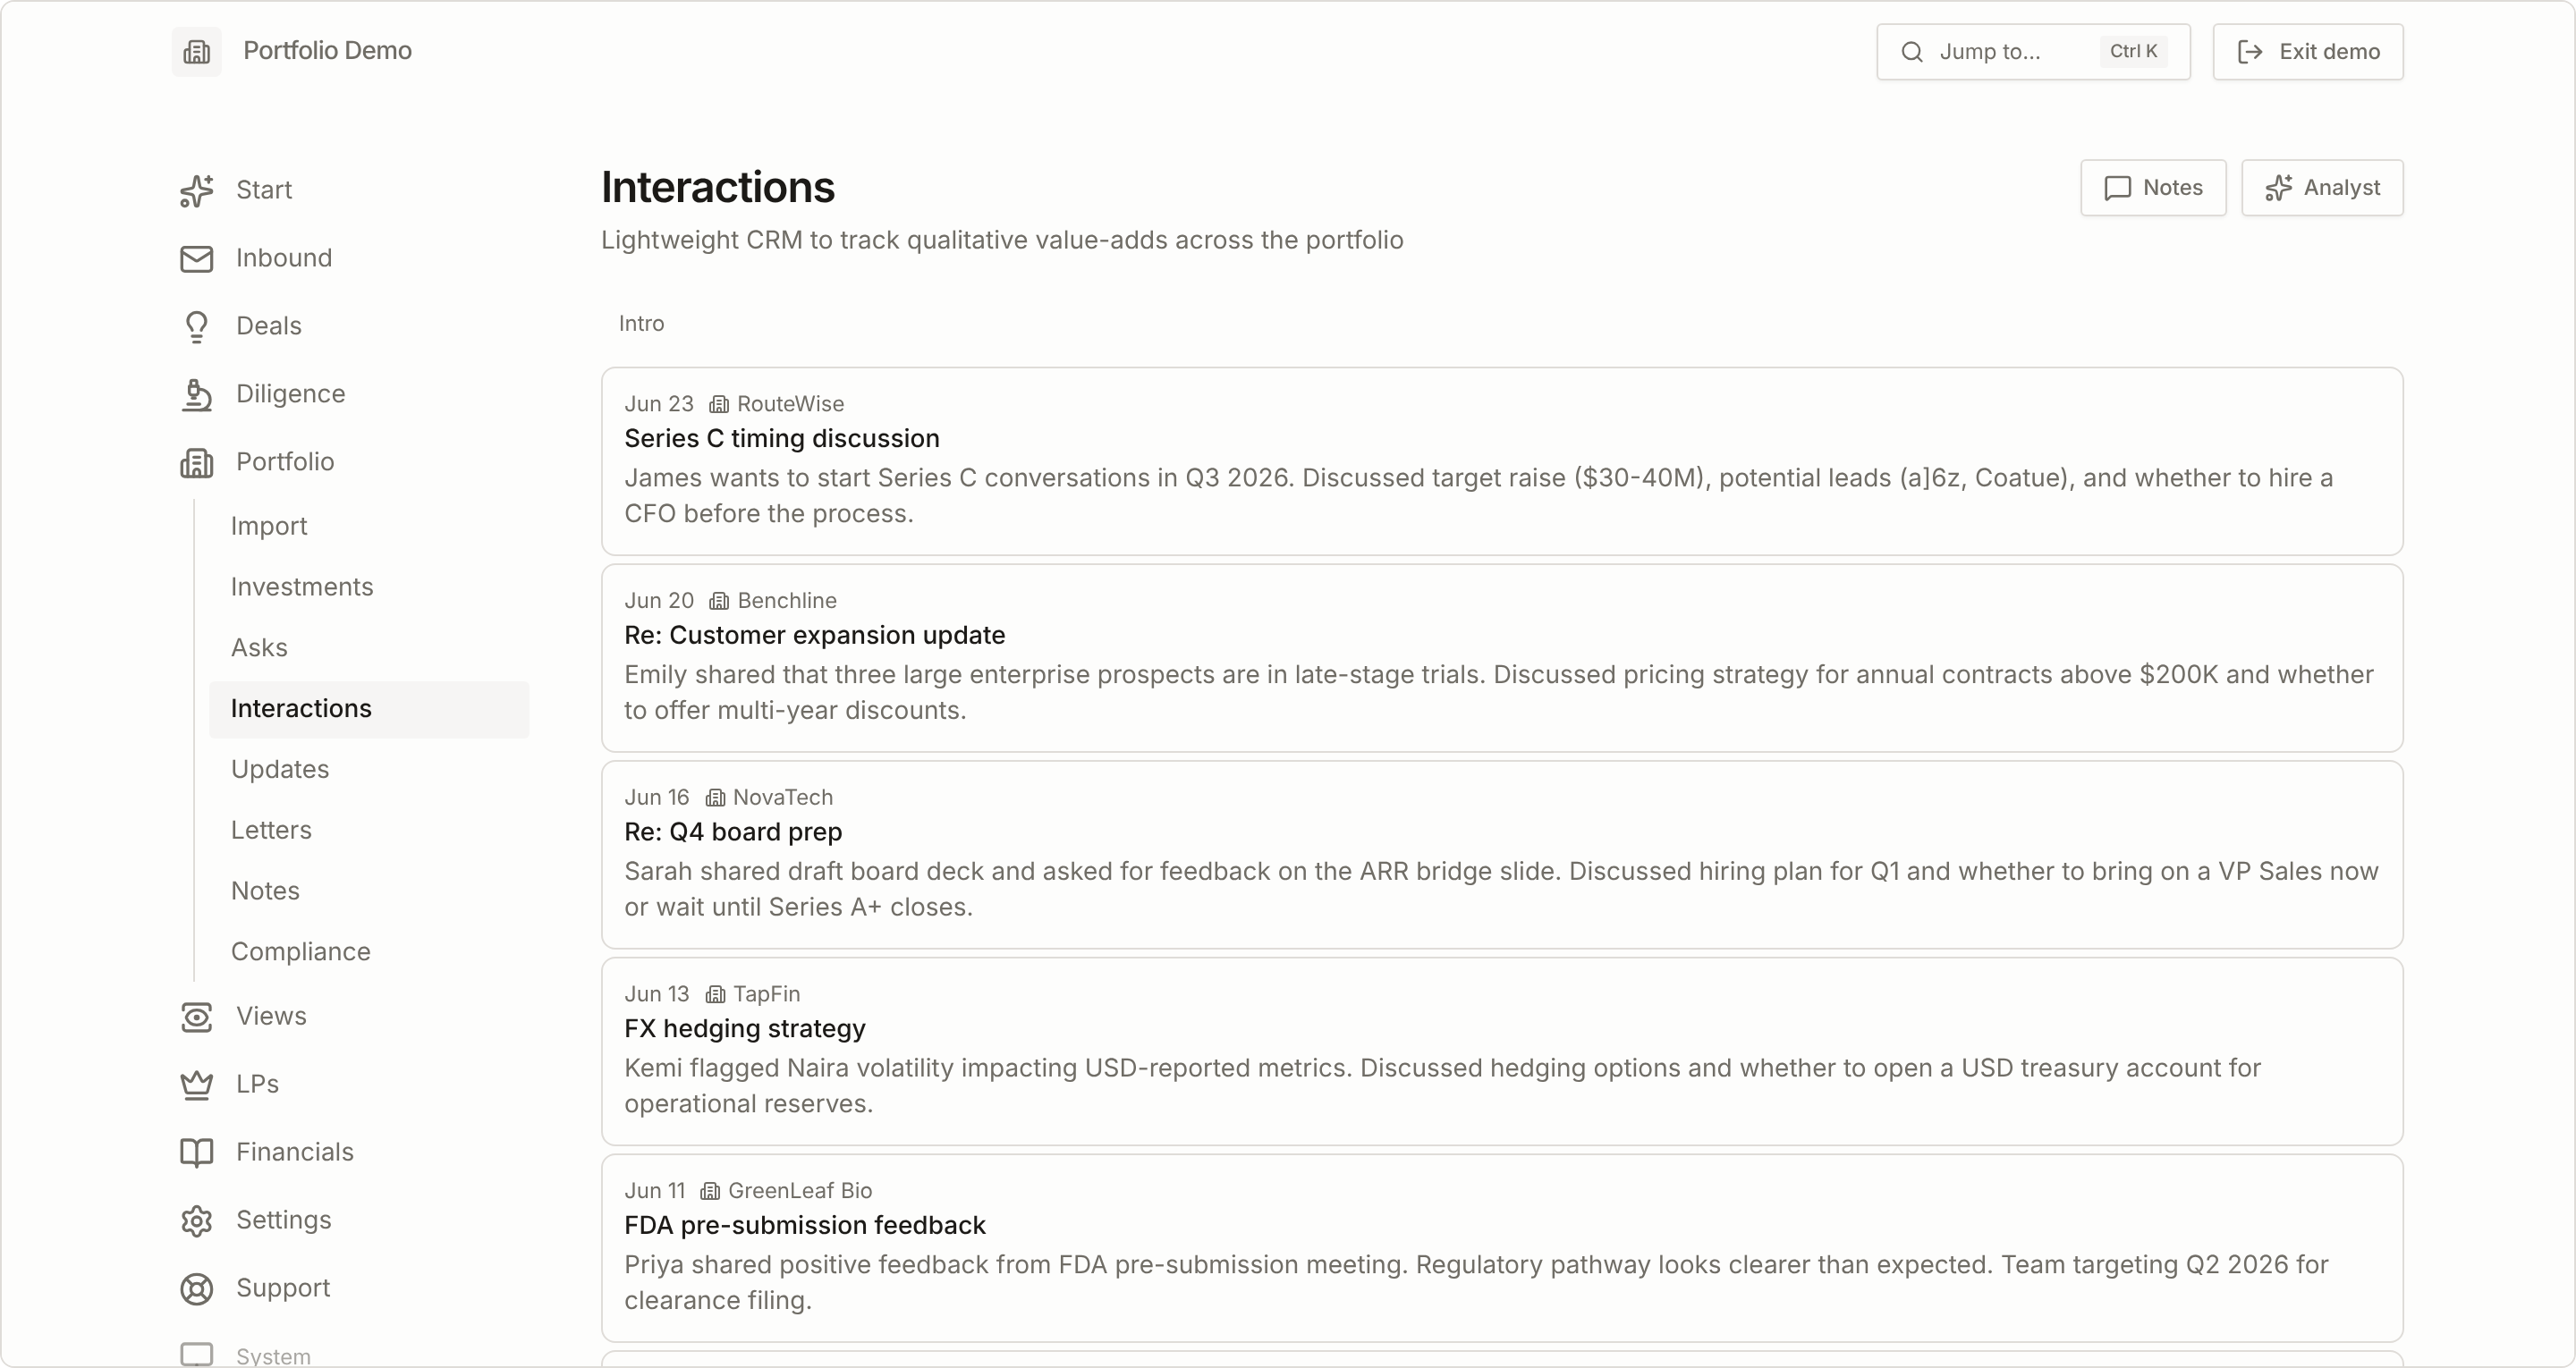 Portfolio Demo
Jump to...
Ctrl K
Exit demo
Start
Inbound
Deals
Diligence
Portfolio
Import
Investments
Asks
Interactions
Updates
Letters
Notes
Compliance
Views
LPs
Financials
Settings
Support
System
Interactions
Notes
Analyst
Lightweight CRM to track qualitative value-adds across the portfolio
Intro
Jun 23 RouteWise
Series C timing discussion
James wants to start Series C conversations in Q3 2026. Discussed target raise ($30-40M), potential leads (a]6z, Coatue), and whether to hire a
CFO before the process.
Jun 20 Benchline
Re: Customer expansion update
Emily shared that three large enterprise prospects are in late-stage trials. Discussed pricing strategy for annual contracts above $200K and whether
to offer multi-year discounts.
Jun 16 NovaTech
Re: Q4 board prep
Sarah shared draft board deck and asked for feedback on the ARR bridge slide. Discussed hiring plan for Q1 and whether to bring on a VP Sales now
or wait until Series A+ closes.
Jun 13 TapFin
FX hedging strategy
Kemi flagged Naira volatility impacting USD-reported metrics. Discussed hedging options and whether to open a USD treasury account for
operational reserves.
Jun 11 GreenLeaf Bio
FDA pre-submission feedback
Priya shared positive feedback from FDA pre-submission meeting. Regulatory pathway looks clearer than expected. Team targeting Q2 2026 for
clearance filing.